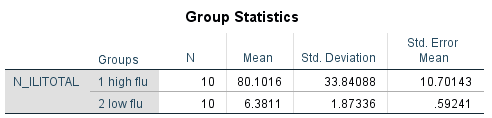 Group Statistics
Groups N Mean Std. Deviation Std. Error Mean
N_ILITOTAL 1 high flu 10 80.1016 33.84088 10.70143
2 low flu 10 6.3811 1.87336 .59241